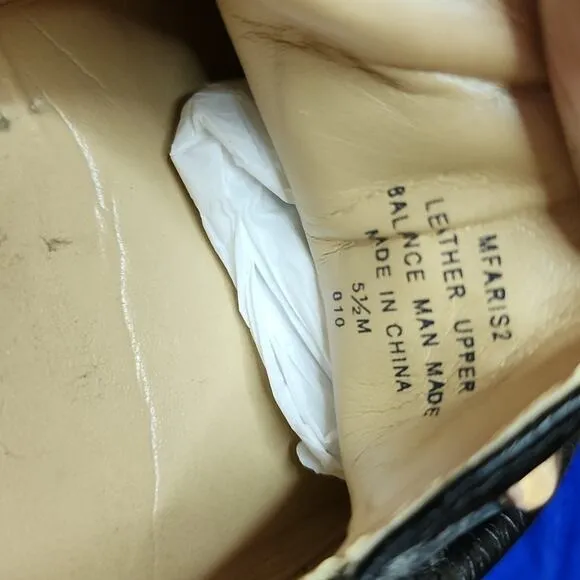 MFARIS2
LEATHER UPPER
BALANCE MAN MADE
MADE IN CHINA
5½M
010